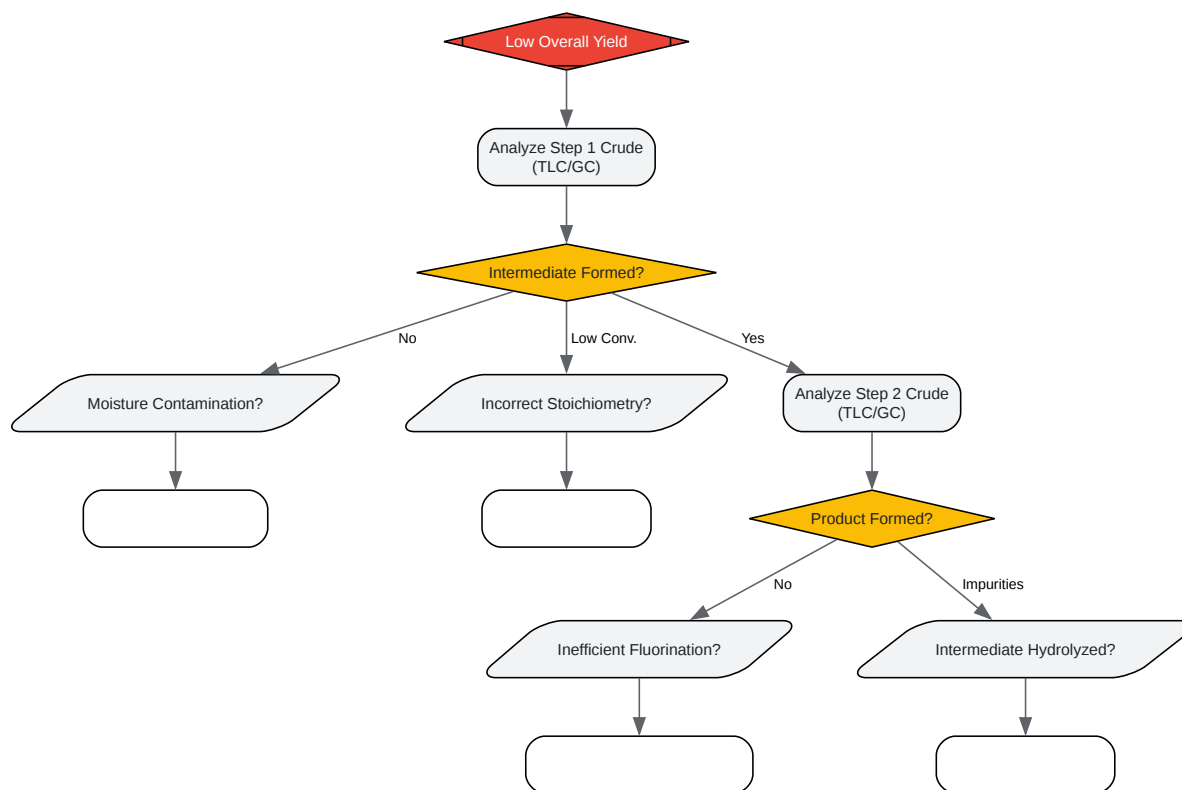 Low Overall Yield
Analyze Step 1 Crude
(TLC/GC)
Intermediate Formed?
No
Low Conv.
Yes
Moisture Contamination?
Incorrect Stoichiometry?
Analyze Step 2 Crude
(TLC/GC)
Product Formed?
No
Impurities
Inefficient Fluorination?
Intermediate Hydrolyzed?